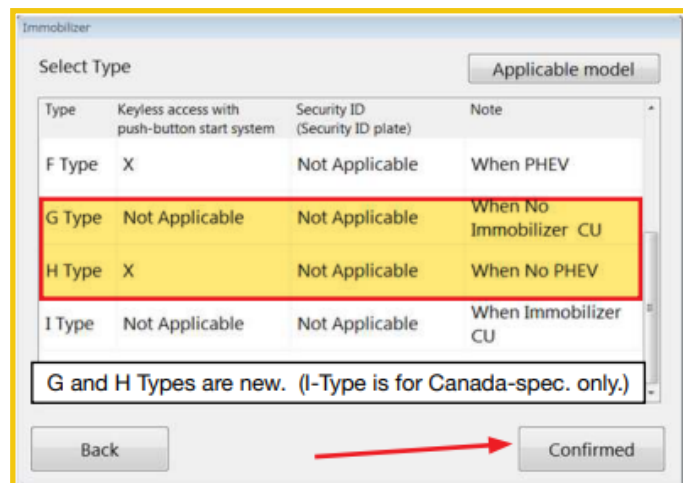 Immobilizer
Select Type
Applicable model
Type Keyless access with push-button start system Security ID (Security ID plate) Note
F Type X Not Applicable When PHEV
G Type Not Applicable Not Applicable When No Immobilizer CU
H Type X Not Applicable When No PHEV
I Type Not Applicable Not Applicable When Immobilizer CU
G and H Types are new. (I-Type is for Canada-spec. only.)
Back
Confirmed